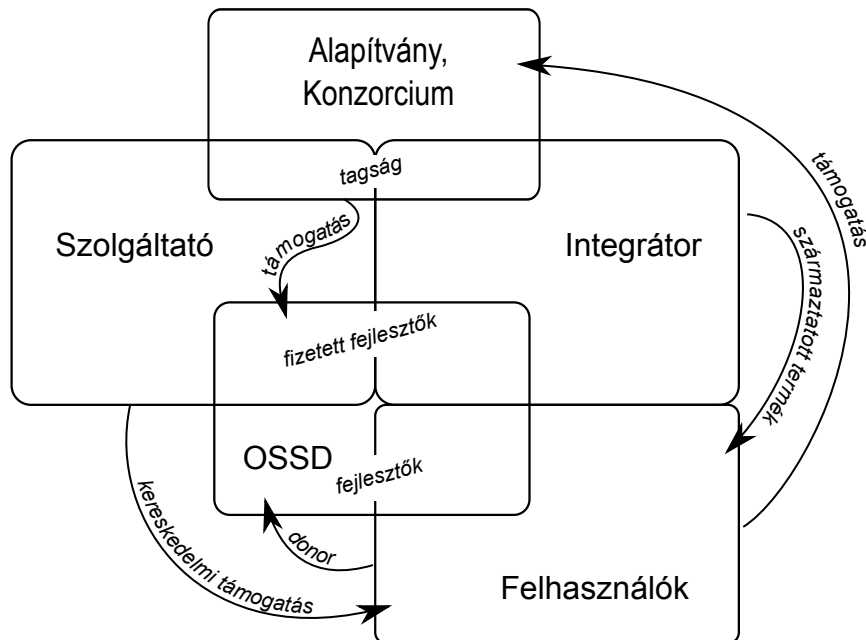 Alapítvány,
Konzorcium
tagság
támogatás
Szolgáltató
Integrátor
támogatás
származtatott termék
fizetett fejlesztők
OSSD
fejlesztők
donor
kereskedelmi támogatás
Felhasználók